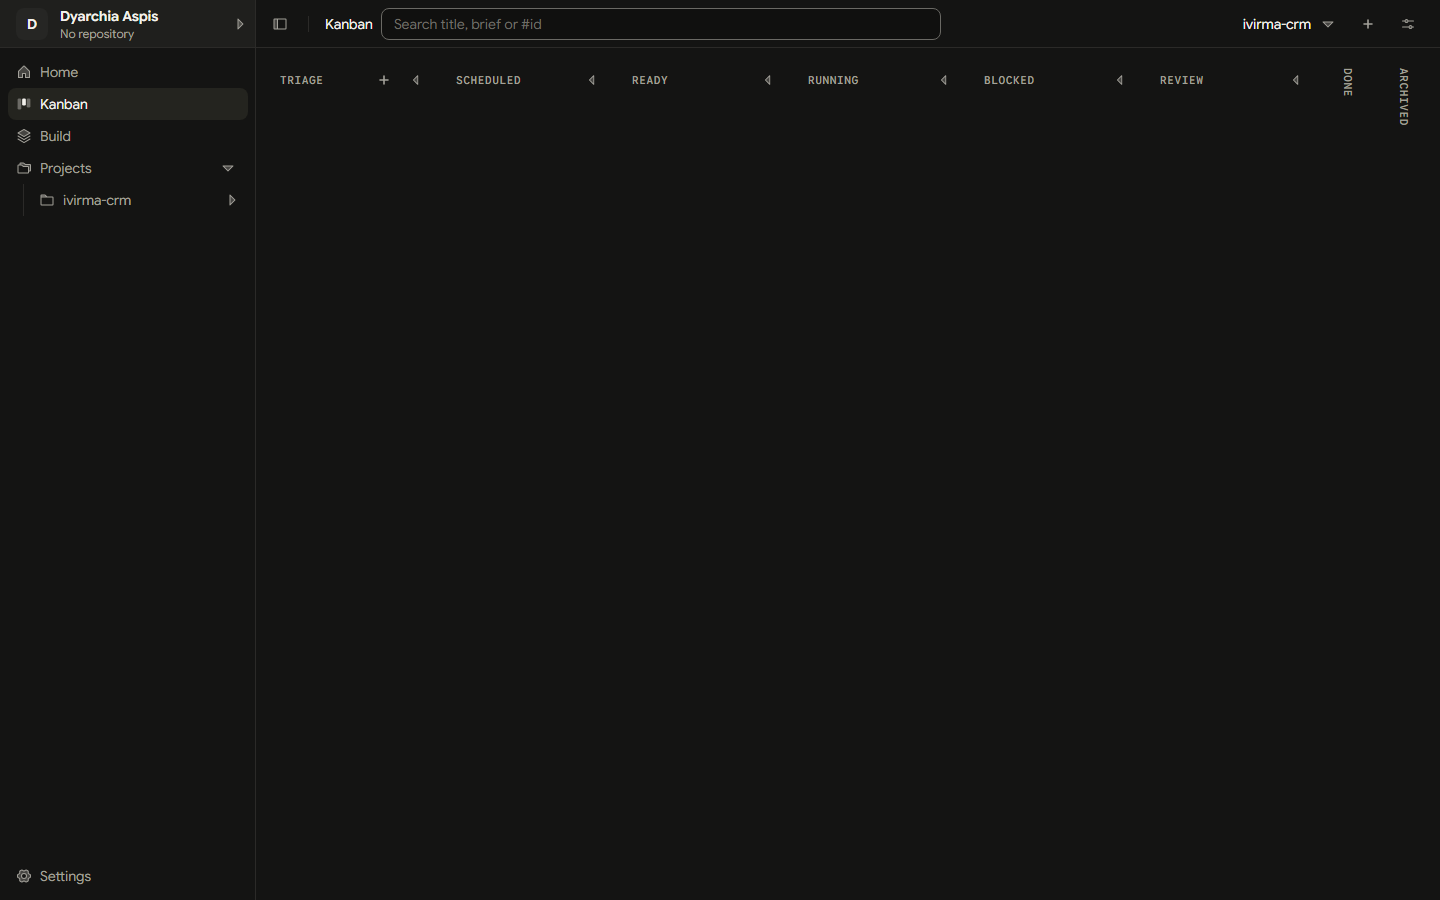 D
Dyarchia Aspis
No repository
Home
Kanban
Build
Projects
ivirma-crm
Settings
Kanban
Search title, brief or #id
ivirma-crm
TRIAGE
SCHEDULED
READY
RUNNING
BLOCKED
REVIEW
DONE
ARCHIVED